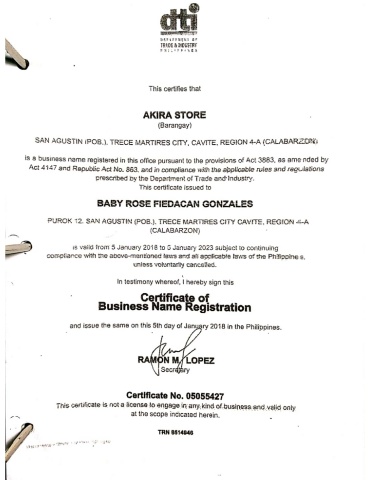 dti
DEPARTMENT OF
TRADE & INDUSTRY
PHILIPPINES
This certifies that
AKIRA STORE
(Barangay)
SAN AGUSTIN (POB.), TRECE MARTIRES CITY, CAVITE, REGION 4-A (CALABARZON)
is a business name registered in this office pursuant to the provisions of Act 3883, as amended by
Act 4147 and Republic Act No. 863, and in compliance with the applicable rules and regulations
prescribed by the Department of Trade and Industry.
This certificate issued to
BABY ROSE FIEDACAN GONZALES
PUROK 12, SAN AGUSTIN (POB.), TRECE MARTIRES CITY CAVITE, REGION 4-A
(CALABARZON)
is valid from 5 January 2018 to 5 January 2023 subject to continuing
compliance with the above-mentioned laws and all applicable laws of the Philippines,
unless voluntarily cancelled.
In testimony whereof, I hereby sign this
Certificate of
Business Name Registration
and issue the same on this 5th day of January 2018 in the Philippines.
RAMON M. LOPEZ
Secretary
Certificate No. 05055427
This certificate is not a license to engage in any kind of business and valid only
at the scope indicated herein.
TRN 6514846